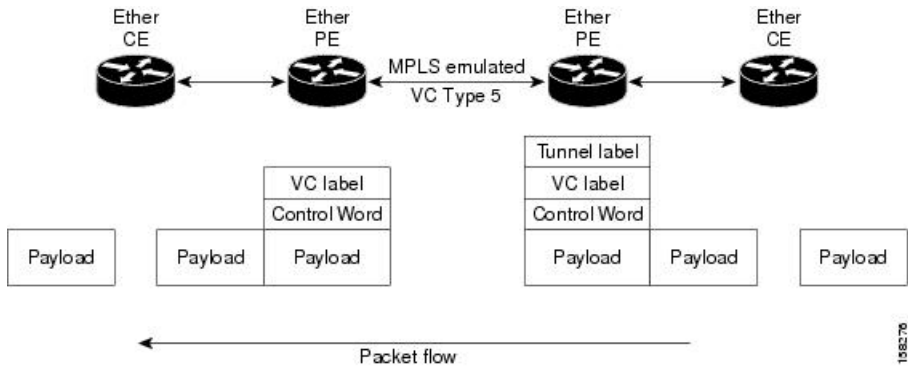 Ether
CE
Ether
PE
Ether
PE
Ether
CE
MPLS emulated
VC Type 5
Tunnel label
VC label
VC label
Control Word
Control Word
Payload
Payload
Payload
Payload
Payload
Payload
Packet flow
158276